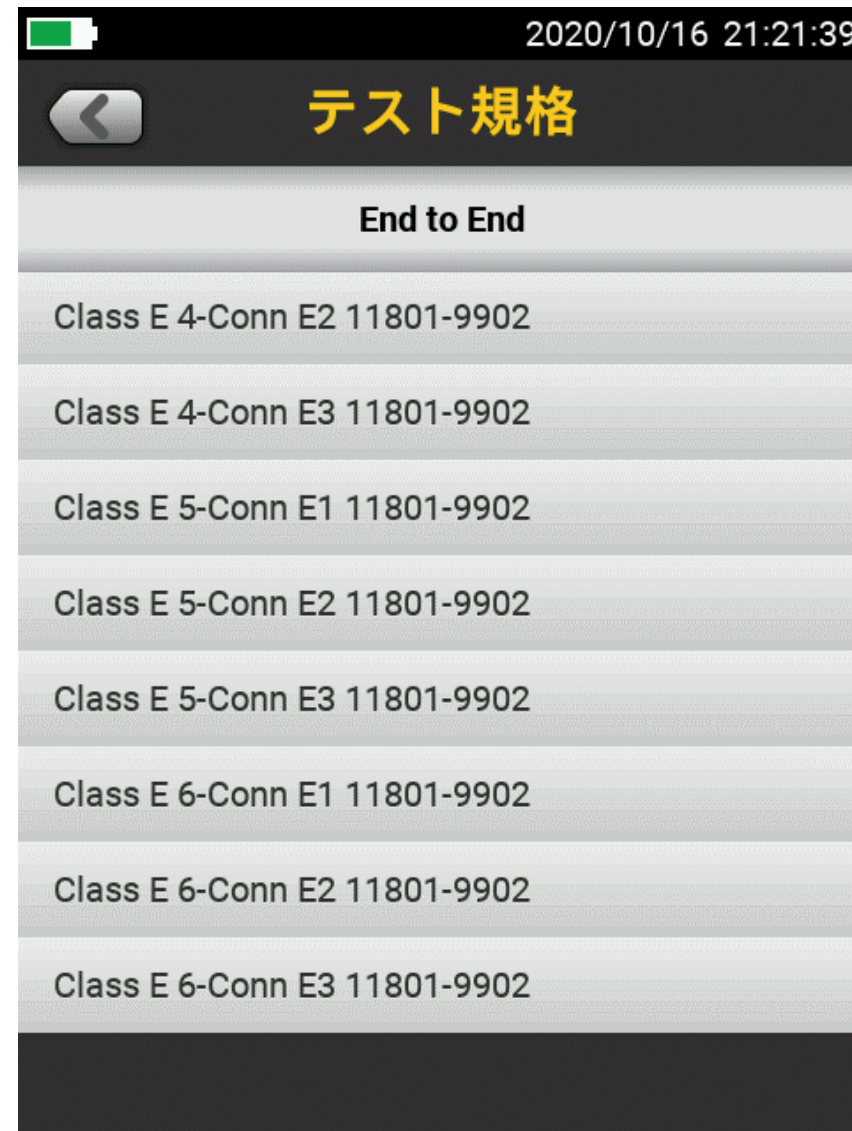 2020/10/16 21:21:39
テスト規格
End to End
Class E 4-Conn E2 11801-9902
Class E 4-Conn E3 11801-9902
Class E 5-Conn E1 11801-9902
Class E 5-Conn E2 11801-9902
Class E 5-Conn E3 11801-9902
Class E 6-Conn E1 11801-9902
Class E 6-Conn E2 11801-9902
Class E 6-Conn E3 11801-9902